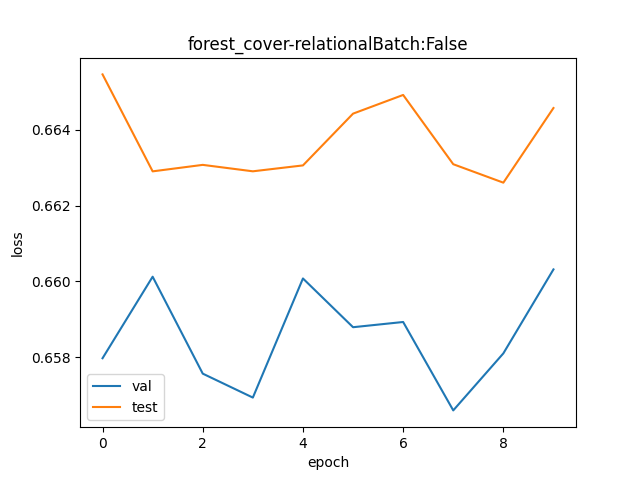 forest_cover-relationalBatch:False
loss
0.664
0.662
0.660
0.658
val
test
0 2 4 6 8
epoch